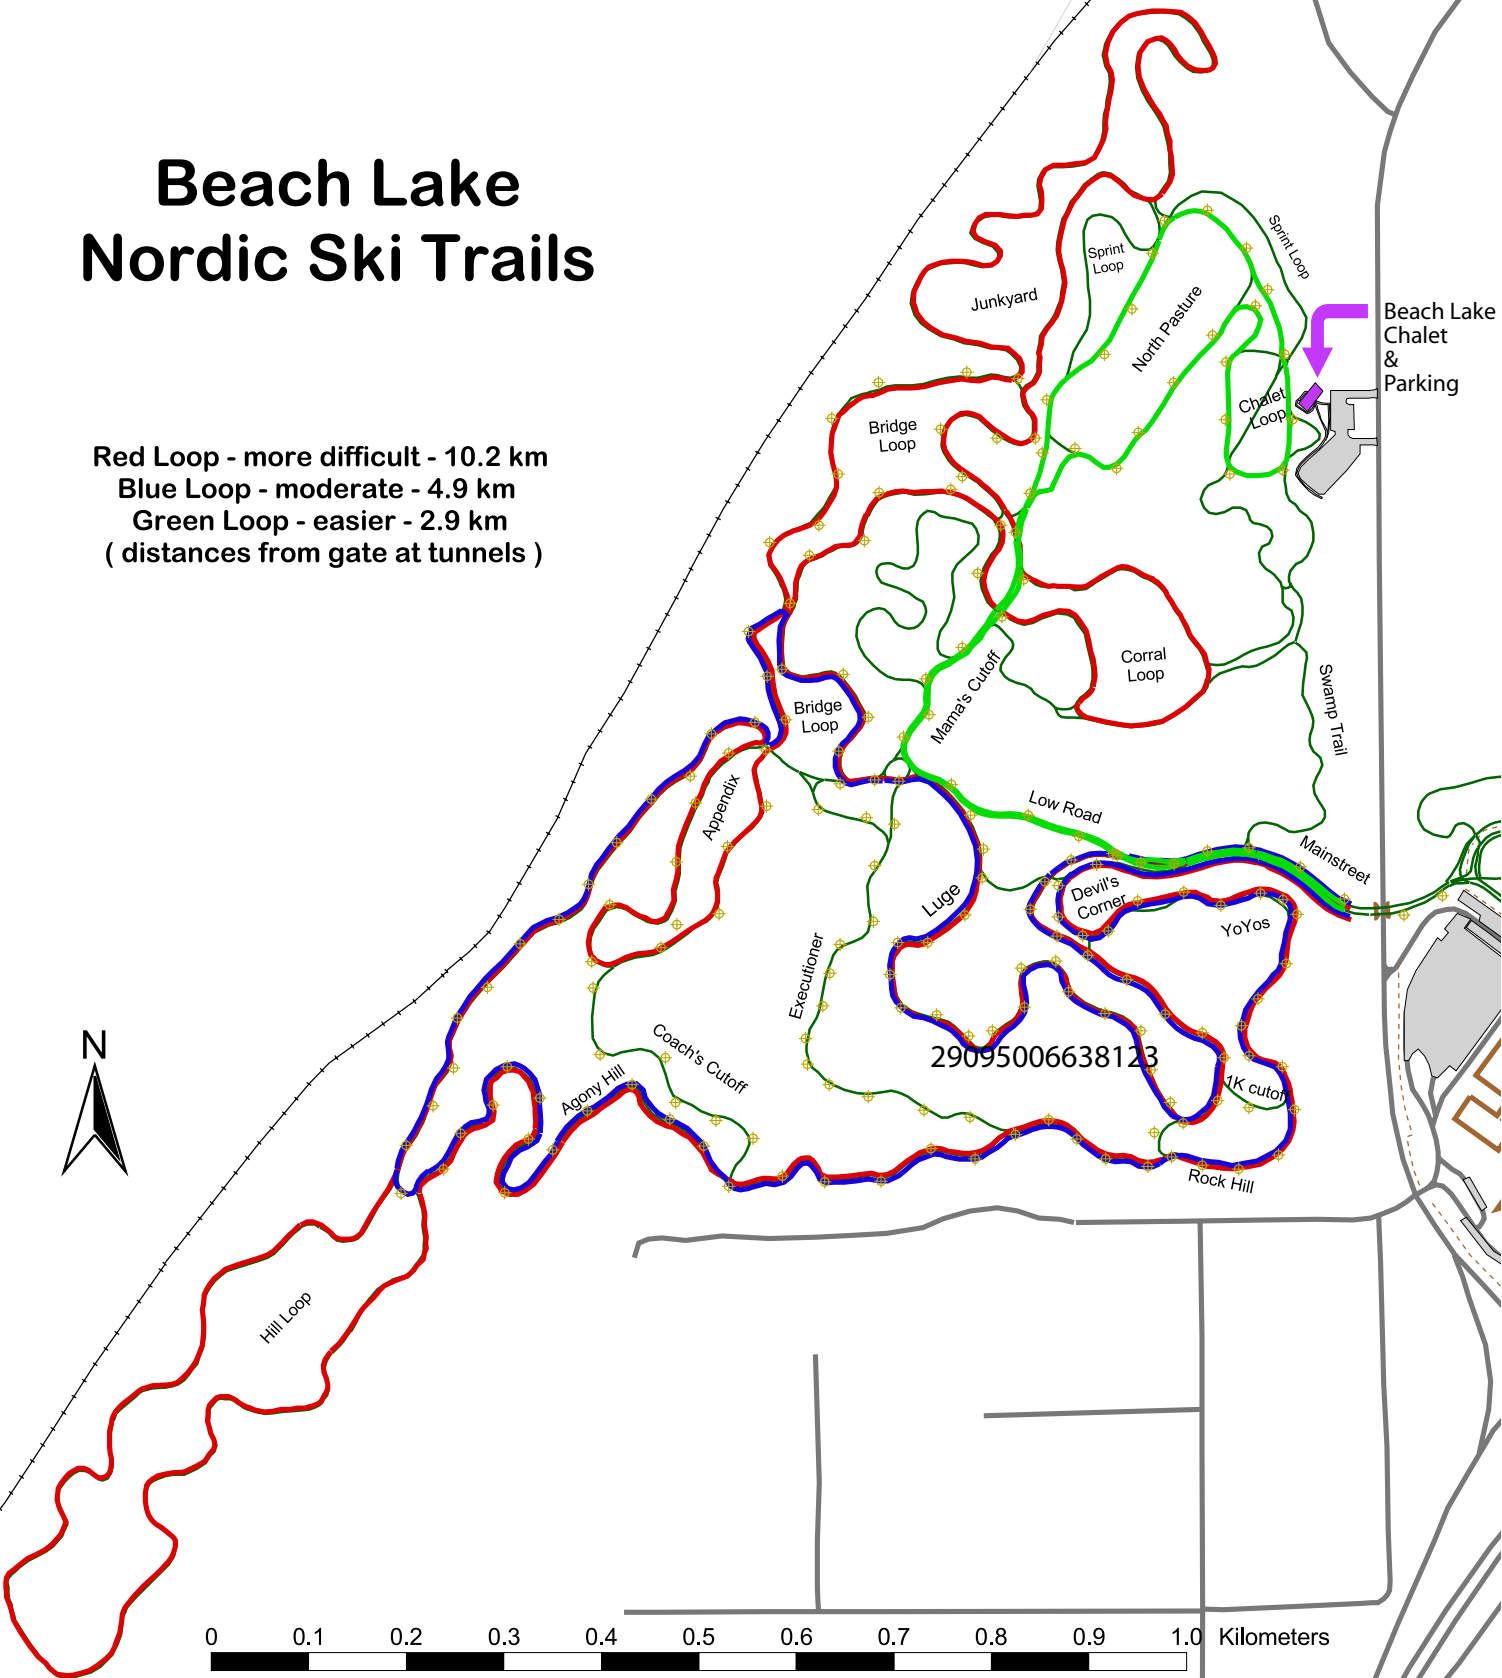 Beach Lake
Nordic Ski Trails
Red Loop - more difficult - 10.2 km
Blue Loop - moderate - 4.9 km
Green Loop - easier - 2.9 km
( distances from gate at tunnels )
Sprint Loop
Sprint
Loop
Junkyard
North Pasture
Beach Lake
Chalet
&
Parking
Chalet
Loop
Bridge
Loop
Corral
Loop
Mama's Cutoff
Swamp Trail
Bridge
Loop
Appendix
Low Road
Mainstreet
Luge
Devil's
Corner
YoYos
Executioner
29095006638123
Coach's Cutoff
Agony Hill
1K cutoff
Rock Hill
N
Hill Loop
0 0.1 0.2 0.3 0.4 0.5 0.6 0.7 0.8 0.9 1.0 Kilometers